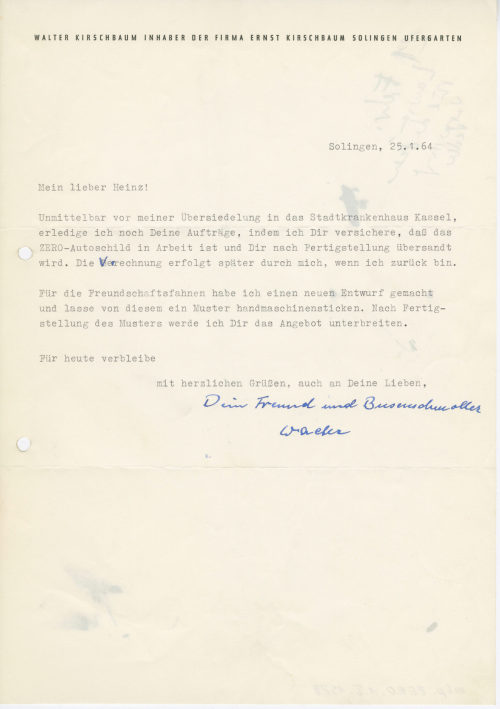 WALTER KIRSCHBAUM INHABER DER FIRMA ERNST KIRSCHBAUM SOLINGEN UFERGARTEN
Solingen, 25.4.64
Mein lieber Heinz!
Unmittelbar vor meiner Übersiedelung in das Stadtkrankenhaus Kassel,
erledige ich noch Deine Aufträge, indem ich Dir versichere, daß das
ZERO-Autoschild in Arbeit ist und Dir nach Fertigstellung übersandt
wird. Die Verrechnung erfolgt später durch mich, wenn ich zurück bin.
Für die Freundschaftsfahnen habe ich einen neuen Entwurf gemacht
und lasse von diesem ein Muster handmaschinensticken. Nach Fertig-
stellung des Musters werde ich Dir das Angebot unterbreiten.
Für heute verbleibe
mit herzlichen Grüßen, auch an Deine Lieben,
Dein Freund und Busenschmoller
Walter